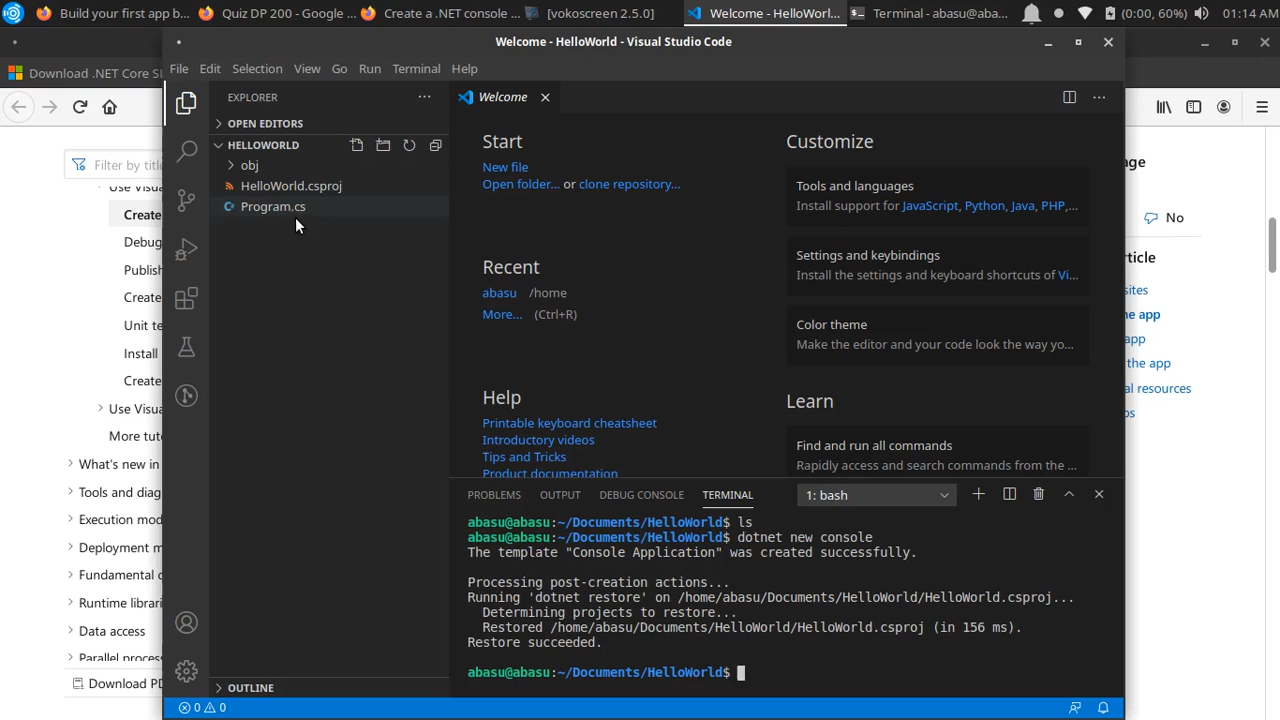 Build your first app b...
Quiz DP 200 - Google ...
Create a .NET console ...
[vokoscreen 2.5.0]
Welcome - HelloWorl...
Terminal - abasu@aba...
(0:00, 60%)
01:14 AM
Download .NET Core S
Welcome - HelloWorld - Visual Studio Code
File Edit Selection View Go Run Terminal Help
EXPLORER
OPEN EDITORS
HELLOWORLD
obj
HelloWorld.csproj
Program.cs
OUTLINE
Welcome
Start
New file
Open folder... or clone repository...
Recent
abasu /home
More... (Ctrl+R)
Help
Printable keyboard cheatsheet
Introductory videos
Tips and Tricks
Product documentation
Customize
Tools and languages
Install support for JavaScript, Python, Java, PHP,...
Settings and keybindings
Install the settings and keyboard shortcuts of Vi...
Color theme
Make the editor and your code look the way yo...
Learn
Find and run all commands
Rapidly access and search commands from the ...
PROBLEMS OUTPUT DEBUG CONSOLE TERMINAL 1: bash
abasu@abasu:~/Documents/HelloWorld$ ls
abasu@abasu:~/Documents/HelloWorld$ dotnet new console
The template "Console Application" was created successfully.
Processing post-creation actions...
Running 'dotnet restore' on /home/abasu/Documents/HelloWorld/HelloWorld.csproj...
Determining projects to restore...
Restored /home/abasu/Documents/HelloWorld/HelloWorld.csproj (in 156 ms).
Restore succeeded.
abasu@abasu:~/Documents/HelloWorld$
0 0
Filter by title
Use Visua
Create
Debug
Publis
Create
Unit te
Install
Create
Use Visua
More tut
What's new in
Tools and diag
Execution mod
Deployment m
Fundamental c
Runtime librari
Data access
Parallel proces
Download PD
age
No
rticle
sites
he app
app
the app
al resources
ps